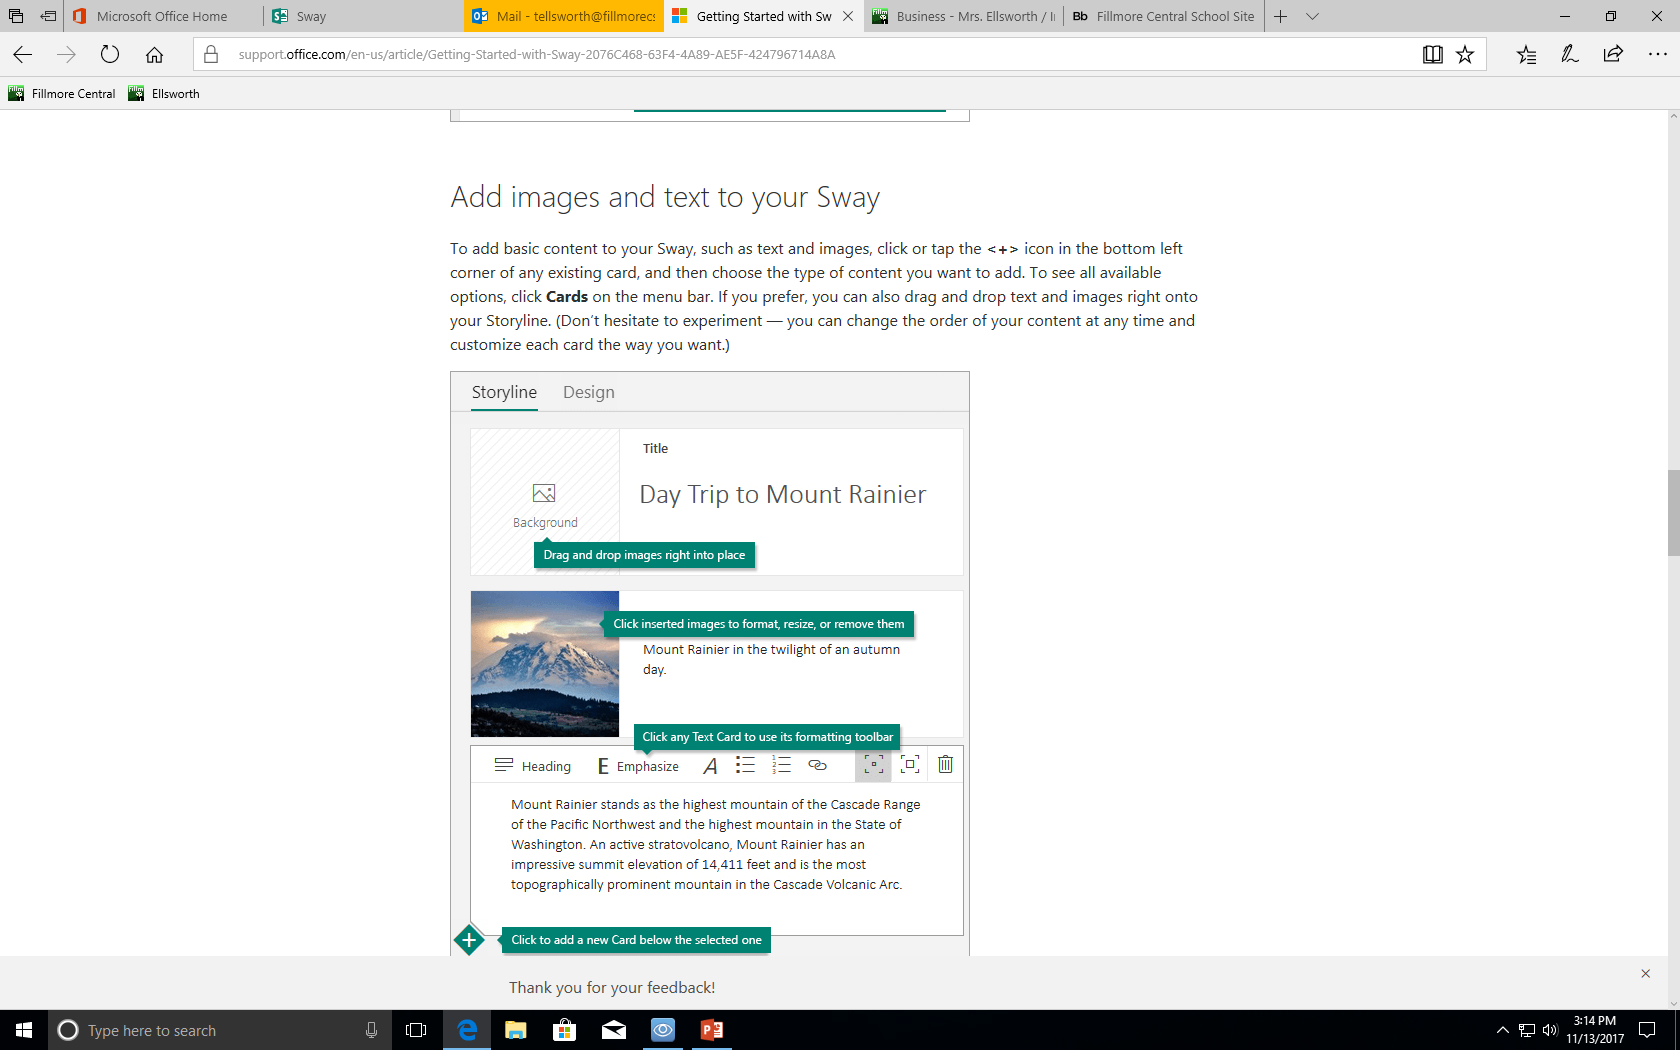 Microsoft Office Home
Sway
Mail - tellsworth@fillmorecs
Getting Started with Sw
Business - Mrs. Ellsworth / I
Bb Fillmore Central School Site
support.office.com/en-us/article/Getting-Started-with-Sway-2076C468-63F4-4A89-AE5F-424796714A8A
Fillmore Central
Ellsworth
Add images and text to your Sway
To add basic content to your Sway, such as text and images, click or tap the <+> icon in the bottom left
corner of any existing card, and then choose the type of content you want to add. To see all available
options, click Cards on the menu bar. If you prefer, you can also drag and drop text and images right onto
your Storyline. (Don't hesitate to experiment — you can change the order of your content at any time and
customize each card the way you want.)
Storyline Design
Title
Day Trip to Mount Rainier
Background
Drag and drop images right into place
Click inserted images to format, resize, or remove them
Mount Rainier in the twilight of an autumn
day.
Click any Text Card to use its formatting toolbar
Heading E Emphasize A
Mount Rainier stands as the highest mountain of the Cascade Range
of the Pacific Northwest and the highest mountain in the State of
Washington. An active stratovolcano, Mount Rainier has an
impressive summit elevation of 14,411 feet and is the most
topographically prominent mountain in the Cascade Volcanic Arc.
Click to add a new Card below the selected one
Thank you for your feedback!
Type here to search
3:14 PM
11/13/2017